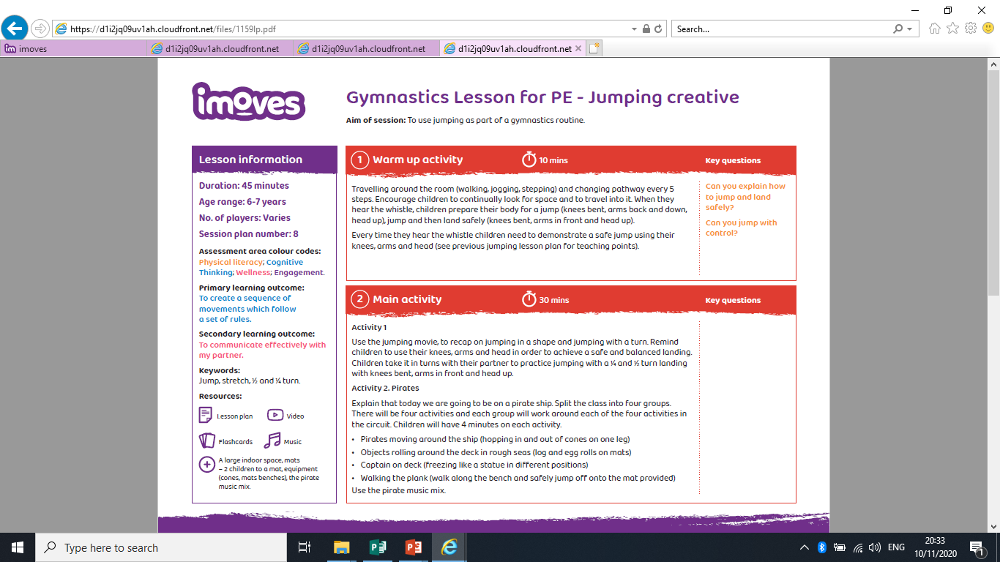 https://d1i2jq09uv1ah.cloudfront.net/files/1159lp.pdf
Search...
imoves
d1i2jq09uv1ah.cloudfront.net
d1i2jq09uv1ah.cloudfront.net
d1i2jq09uv1ah.cloudfront.net
imoves
Gymnastics Lesson for PE - Jumping creative
Aim of session: To use jumping as part of a gymnastics routine.
Lesson information
Duration: 45 minutes
Age range: 6-7 years
No. of players: Varies
Session plan number: 8
Assessment area colour codes:
Physical literacy; Cognitive
Thinking; Wellness; Engagement.
Primary learning outcome:
To create a sequence of
movements which follow
a set of rules.
Secondary learning outcome:
To communicate effectively with
my partner.
Keywords:
Jump, stretch, ½ and ¼ turn.
Resources:
Lesson plan
Video
Flashcards
Music
A large indoor space, mats
– 2 children to a mat, equipment
(cones, mats benches), the pirate
music mix.
1 Warm up activity
10 mins
Key questions
Travelling around the room (walking, jogging, stepping) and changing pathway every 5
steps. Encourage children to continually look for space and to travel into it. When they
hear the whistle, children prepare their body for a jump (knees bent, arms back and down,
head up), jump and then land safely (knees bent, arms in front and head up).
Every time they hear the whistle children need to demonstrate a safe jump using their
knees, arms and head (see previous jumping lesson plan for teaching points).
Can you explain how
to jump and land
safely?
Can you jump with
control?
2 Main activity
30 mins
Key questions
Activity 1
Use the jumping movie, to recap on jumping in a shape and jumping with a turn. Remind
children to use their knees, arms and head in order to achieve a safe and balanced landing.
Children take it in turns with their partner to practice jumping with a ¼ and ½ turn landing
with knees bent, arms in front and head up.
Activity 2. Pirates
Explain that today we are going to be on a pirate ship. Split the class into four groups.
There will be four activities and each group will work around each of the four activities in
the circuit. Children will have 4 minutes on each activity.
• Pirates moving around the ship (hopping in and out of cones on one leg)
• Objects rolling around the deck in rough seas (log and egg rolls on mats)
• Captain on deck (freezing like a statue in different positions)
• Walking the plank (walk along the bench and safely jump off onto the mat provided)
Use the pirate music mix.
Type here to search
ENG
20:33
10/11/2020
1